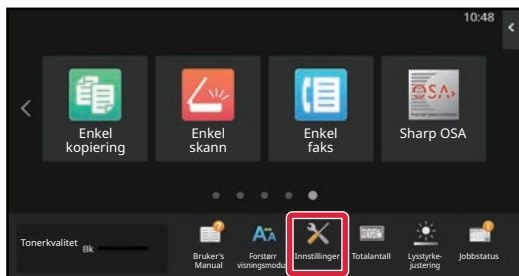 10:48
Enkel
kopiering
Enkel
skann
Enkel
faks
Sharp OSA
Tonerkvalitet
Bk
Bruker's
Manual
Forstørr
visningsmodus
Innstillinger
Totalantall
Lysstyrke-
justering
Jobbstatus